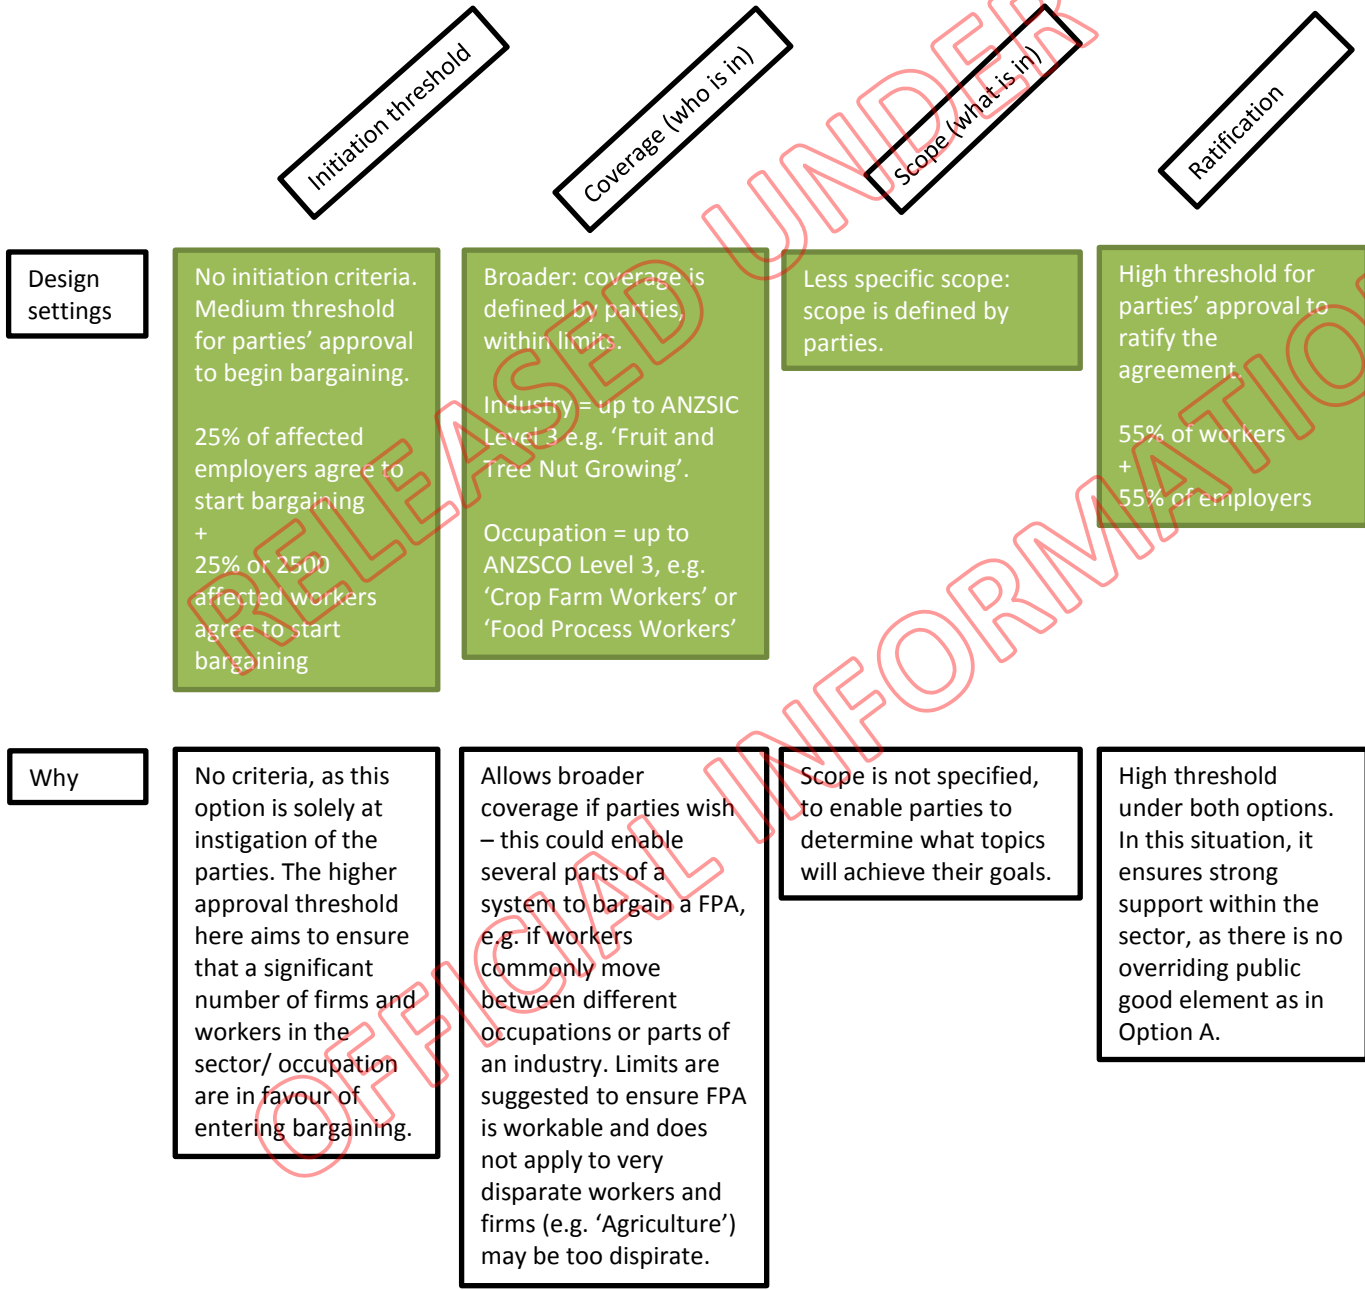 Initiation threshold
Coverage (who is in)
Scope (what is in)
Ratification
Design
settings
No initiation criteria.
Medium threshold
for parties’ approval
to begin bargaining.
25% of affected
employers agree to
start bargaining
+
25% or 2500
affected workers
agree to start
bargaining
Broader: coverage is
defined by parties,
within limits.
Industry = up to ANZSIC
Level 3 e.g. ‘Fruit and
Tree Nut Growing’.
Occupation = up to
ANZSCO Level 3, e.g.
‘Crop Farm Workers’ or
‘Food Process Workers’
Less specific scope:
scope is defined by
parties.
High threshold for
parties’ approval to
ratify the
agreement.
55% of workers
+
55% of employers
Why
No criteria, as this
option is solely at
instigation of the
parties. The higher
approval threshold
here aims to ensure
that a significant
number of firms and
workers in the
sector/ occupation
are in favour of
entering bargaining.
Allows broader
coverage if parties wish
– this could enable
several parts of a
system to bargain a FPA,
e.g. if workers
commonly move
between different
occupations or parts of
an industry. Limits are
suggested to ensure FPA
is workable and does
not apply to very
disparate workers and
firms (e.g. ‘Agriculture’)
may be too dispirate.
Scope is not specified,
to enable parties to
determine what topics
will achieve their goals.
High threshold
under both options.
In this situation, it
ensures strong
support within the
sector, as there is no
overriding public
good element as in
Option A.
RELEASED UNDER
OFFICIAL INFORMATION